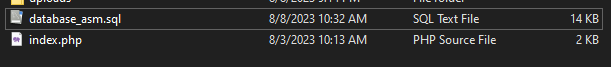 database_asm.sql 8/8/2023 10:32 AM SQL Text File 14 KB
index.php 8/3/2023 10:13 AM PHP Source File 2 KB